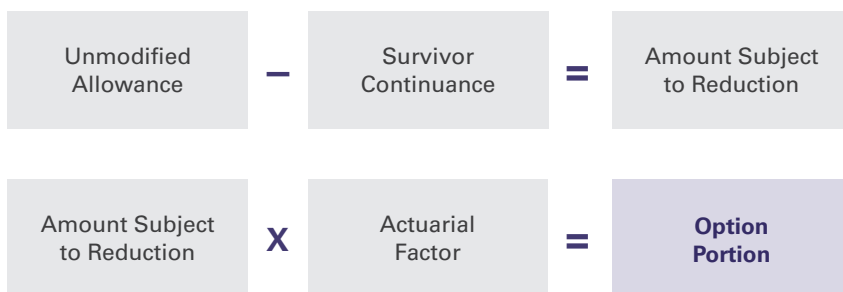 Unmodified
Allowance
–
Survivor
Continuance
=
Amount Subject
to Reduction
Amount Subject
to Reduction
X
Actuarial
Factor
=
Option
Portion